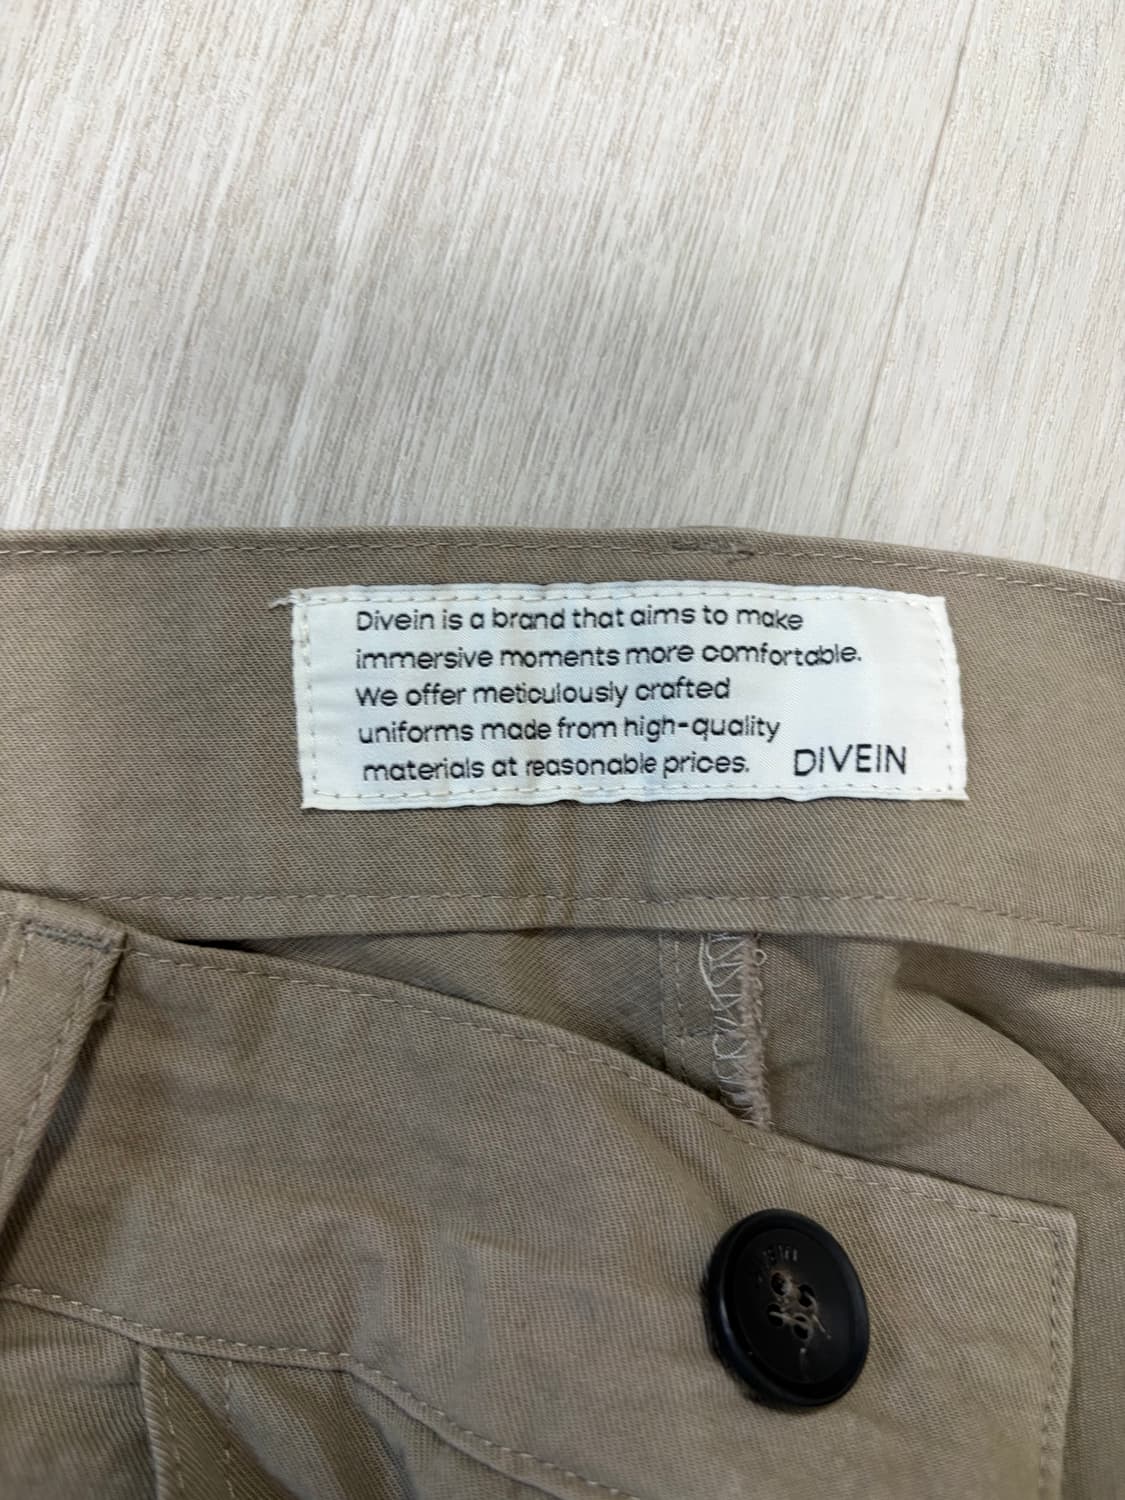 Divein is a brand that aims to make
immersive moments more comfortable.
We offer meticulously crafted
uniforms made from high-quality
materials at reasonable prices. DIVEIN